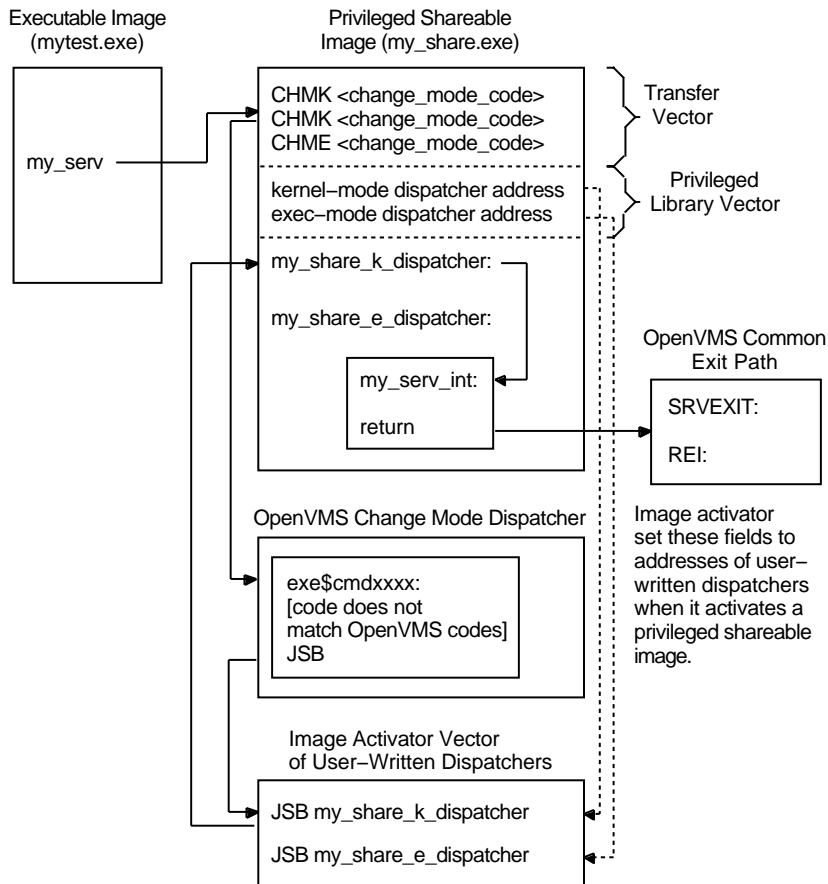 Executable Image
(mytest.exe)
Privileged Shareable
Image (my_share.exe)
my_serv
CHMK <change_mode_code>
CHMK <change_mode_code>
CHME <change_mode_code>
Transfer
Vector
kernel–mode dispatcher address
exec–mode dispatcher address
Privileged
Library Vector
my_share_k_dispatcher:
my_share_e_dispatcher:
my_serv_int:
return
OpenVMS Common
Exit Path
SRVEXIT:
REI:
OpenVMS Change Mode Dispatcher
exe$cmdxxxx:
[code does not
match OpenVMS codes]
JSB
Image activator
set these fields to
addresses of user–
written dispatchers
when it activates a
privileged shareable
image.
Image Activator Vector
of User–Written Dispatchers
JSB my_share_k_dispatcher
JSB my_share_e_dispatcher